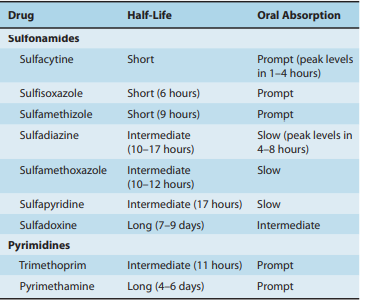 Drug Half-Life Oral Absorption
Sulfonamides
Sulfacytine Short Prompt (peak levels
in 1–4 hours)
Sulfisoxazole Short (6 hours) Prompt
Sulfamethizole Short (9 hours) Prompt
Sulfadiazine Intermediate Slow (peak levels in
(10–17 hours) 4–8 hours)
Sulfamethoxazole Intermediate Slow
(10–12 hours)
Sulfapyridine Intermediate (17 hours) Slow
Sulfadoxine Long (7–9 days) Intermediate
Pyrimidines
Trimethoprim Intermediate (11 hours) Prompt
Pyrimethamine Long (4–6 days) Prompt